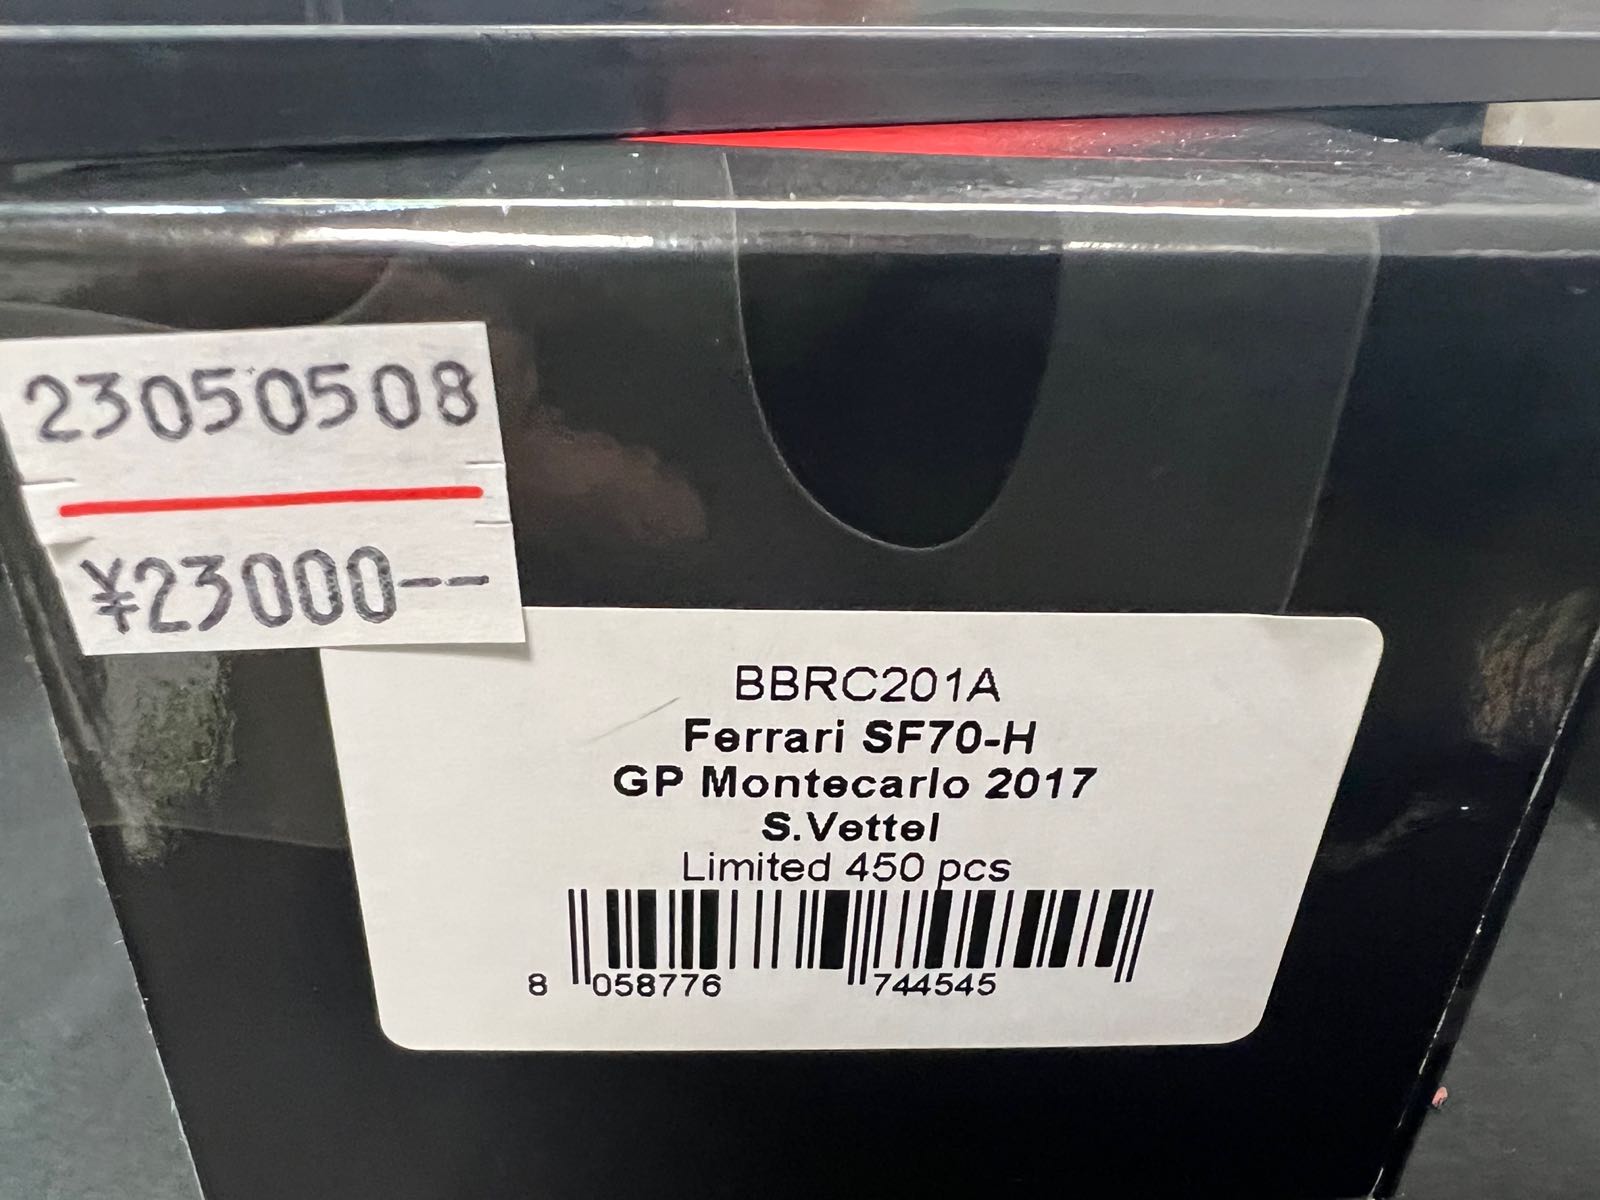 23050508
¥23000--
BBRC201A
Ferrari SF70-H
GP Montecarlo 2017
S.Vettel
Limited 450 pcs
8 058776 744545